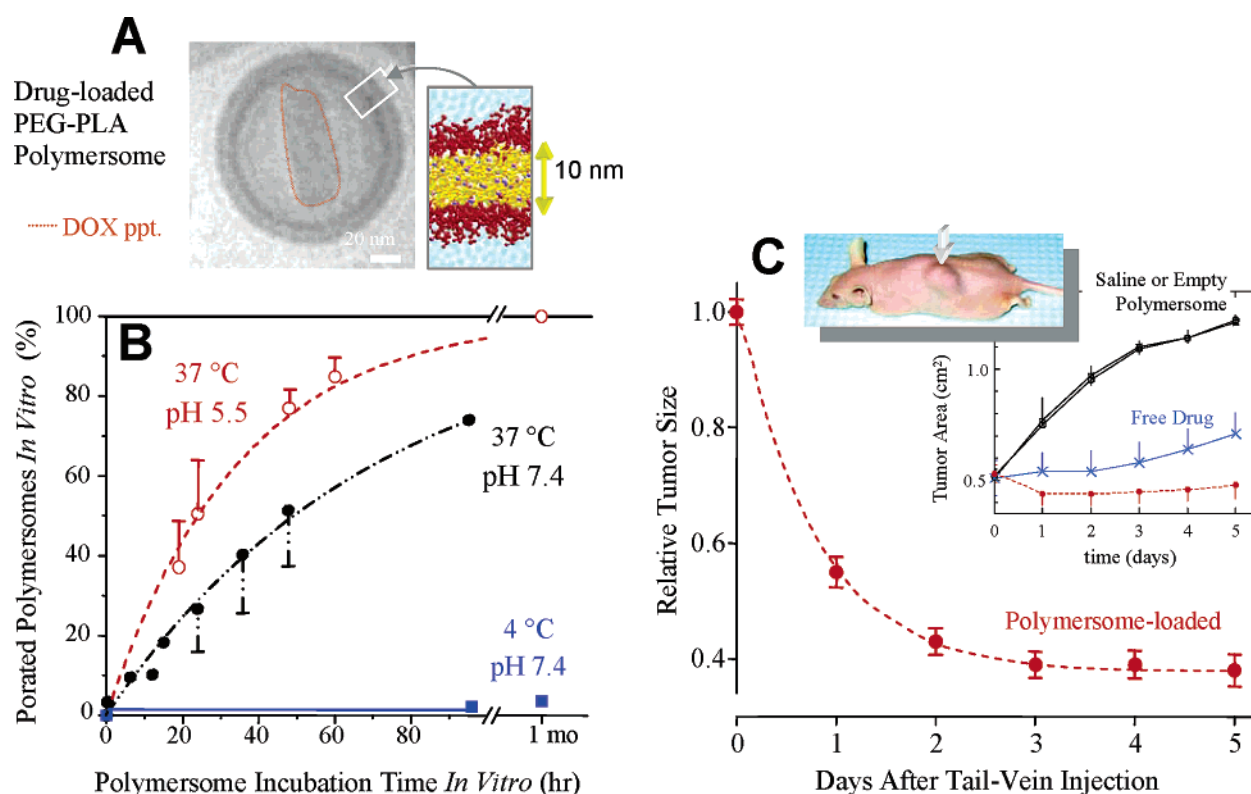 A
Drug-loaded
PEG-PLA
Polymersome
DOX ppt.
20 nm
10 nm
B
Porated Polymersomes In Vitro (%)
100
80
60
40
20
0
37 °C
pH 5.5
37 °C
pH 7.4
4 °C
pH 7.4
0
20
40
60
80
1 mo
Polymersome Incubation Time In Vitro (hr)
C
Relative Tumor Size
1.0
0.8
0.6
0.4
Saline or Empty
Polymersome
Tumor Area (cm²)
1.0
0.5
Free Drug
0 1 2 3 4 5
time (days)
Polymersome-loaded
0 1 2 3 4 5
Days After Tail-Vein Injection